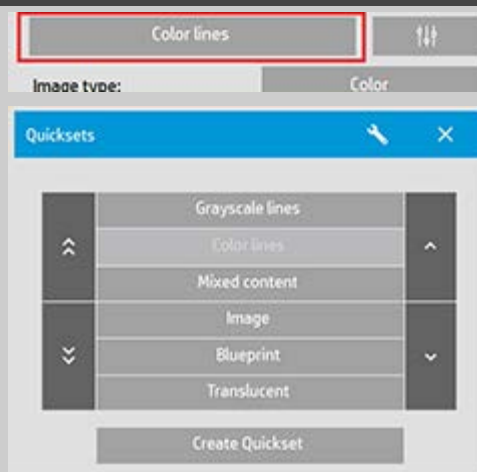 Color lines
Image type:
Color
Quicksets
Grayscale lines
Color lines
Mixed content
Image
Blueprint
Translucent
Create Quickset